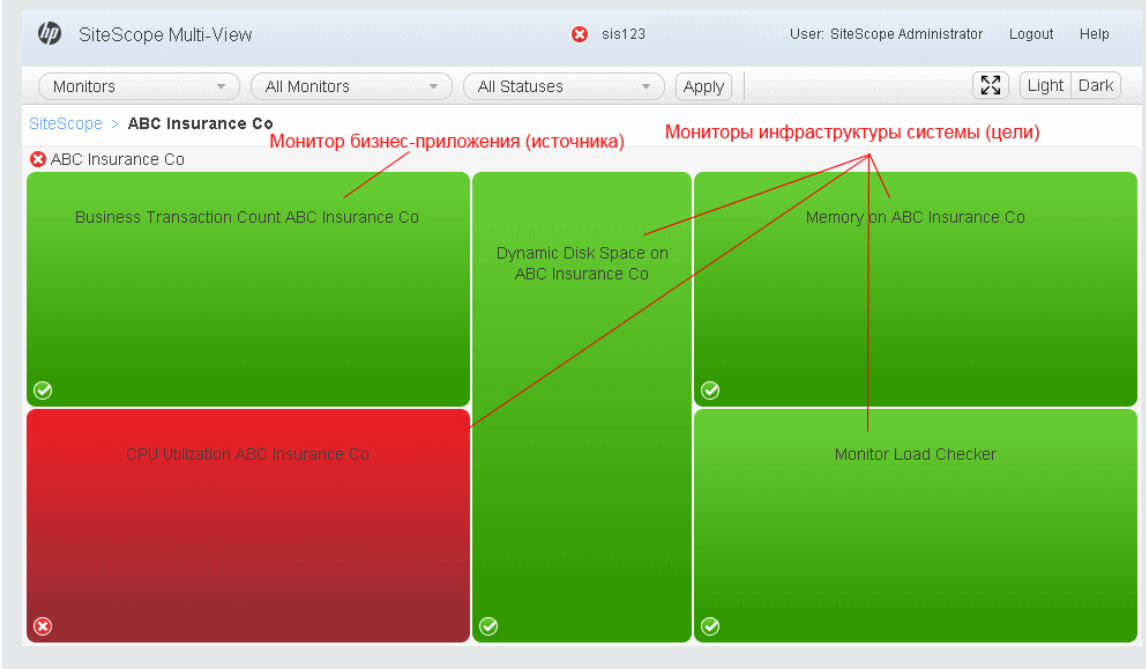 hp SiteScope Multi-View sis123 User: SiteScope Administrator Logout Help
Monitors All Monitors All Statuses Apply Light Dark
SiteScope > ABC Insurance Co
Монитор бизнес-приложения (источника) Мониторы инфраструктуры системы (цели)
ABC Insurance Co
Business Transaction Count ABC Insurance Co
Memory on ABC Insurance Co
Dynamic Disk Space on
ABC Insurance Co
CPU Utilization ABC Insurance Co
Monitor Load Checker